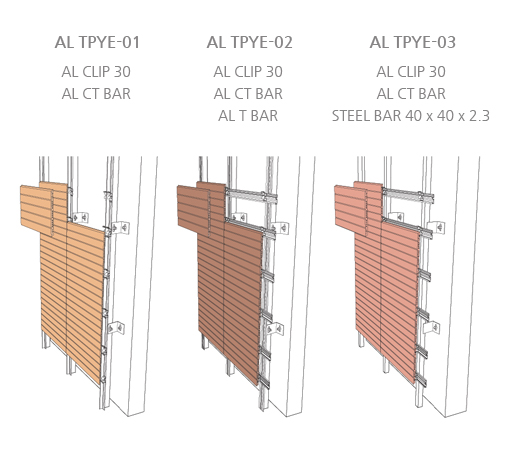 AL TPYE-01
AL CLIP 30
AL CT BAR
AL TPYE-02
AL CLIP 30
AL CT BAR
AL T BAR
AL TPYE-03
AL CLIP 30
AL CT BAR
STEEL BAR 40 x 40 x 2.3